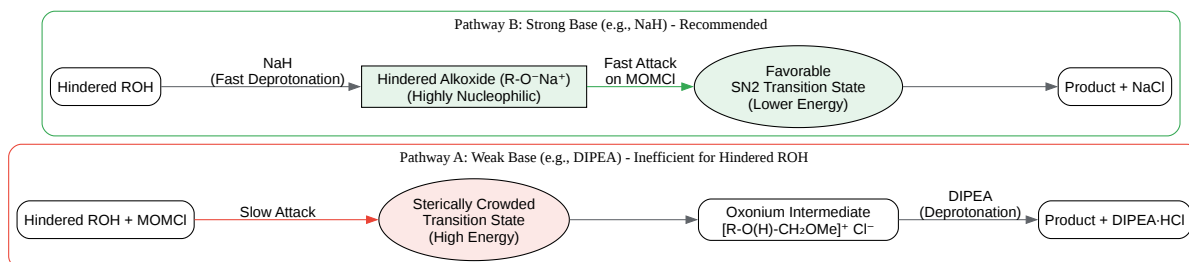 Pathway B: Strong Base (e.g., NaH) - Recommended
Hindered ROH
NaH
(Fast Deprotonation)
Hindered Alkoxide (R-O⁻Na⁺)
(Highly Nucleophilic)
Fast Attack
on MOMCl
Favorable
SN2 Transition State
(Lower Energy)
Product + NaCl
Pathway A: Weak Base (e.g., DIPEA) - Inefficient for Hindered ROH
Hindered ROH + MOMCl
Slow Attack
Sterically Crowded
Transition State
(High Energy)
Oxonium Intermediate
[R-O(H)-CH₂OMe]⁺ Cl⁻
DIPEA
(Deprotonation)
Product + DIPEA·HCl